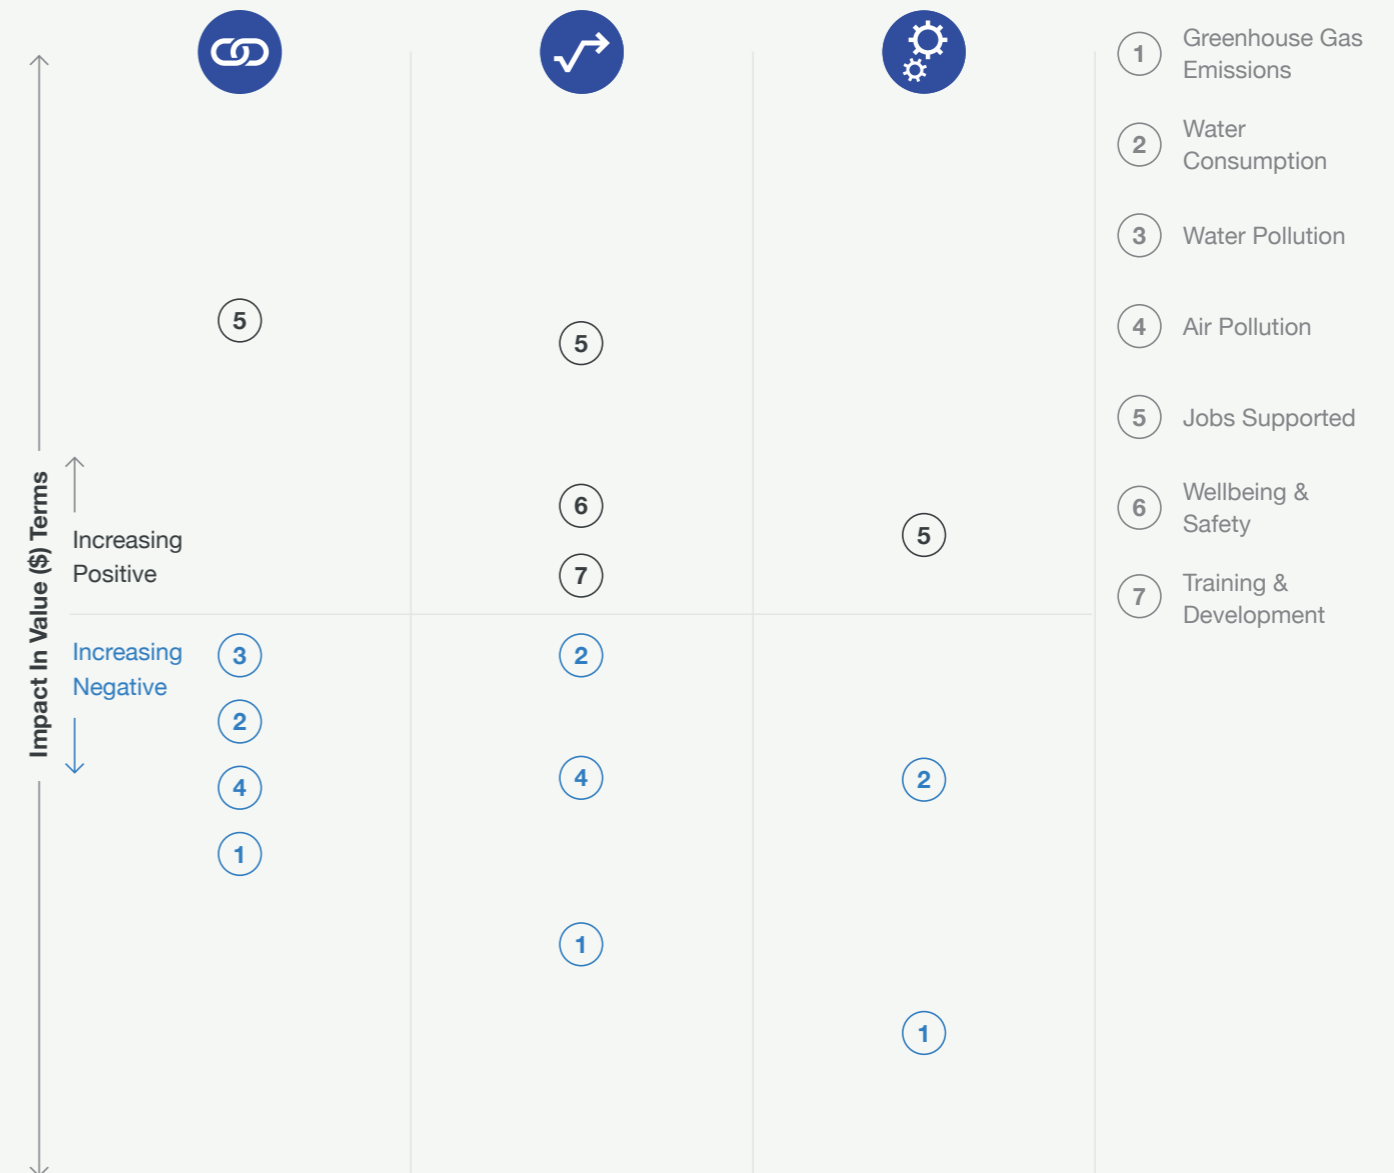 Impact In Value ($) Terms
Increasing
Positive
Increasing
Negative
5
3
2
4
1
5
6
7
2
4
1
5
2
1
1
Greenhouse Gas
Emissions
2
Water
Consumption
3
Water Pollution
4
Air Pollution
5
Jobs Supported
6
Wellbeing &
Safety
7
Training &
Development